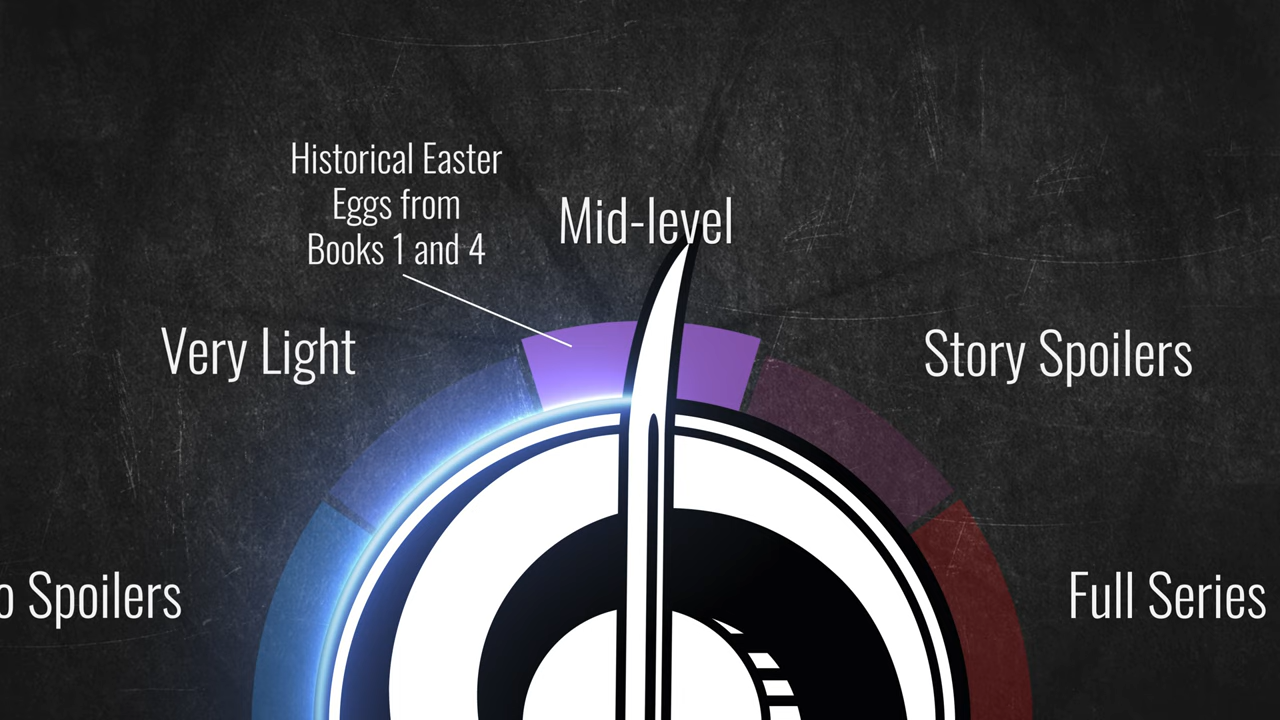 Historical Easter
Eggs from
Books 1 and 4
Mid-level
Very Light
Story Spoilers
o Spoilers
Full Series